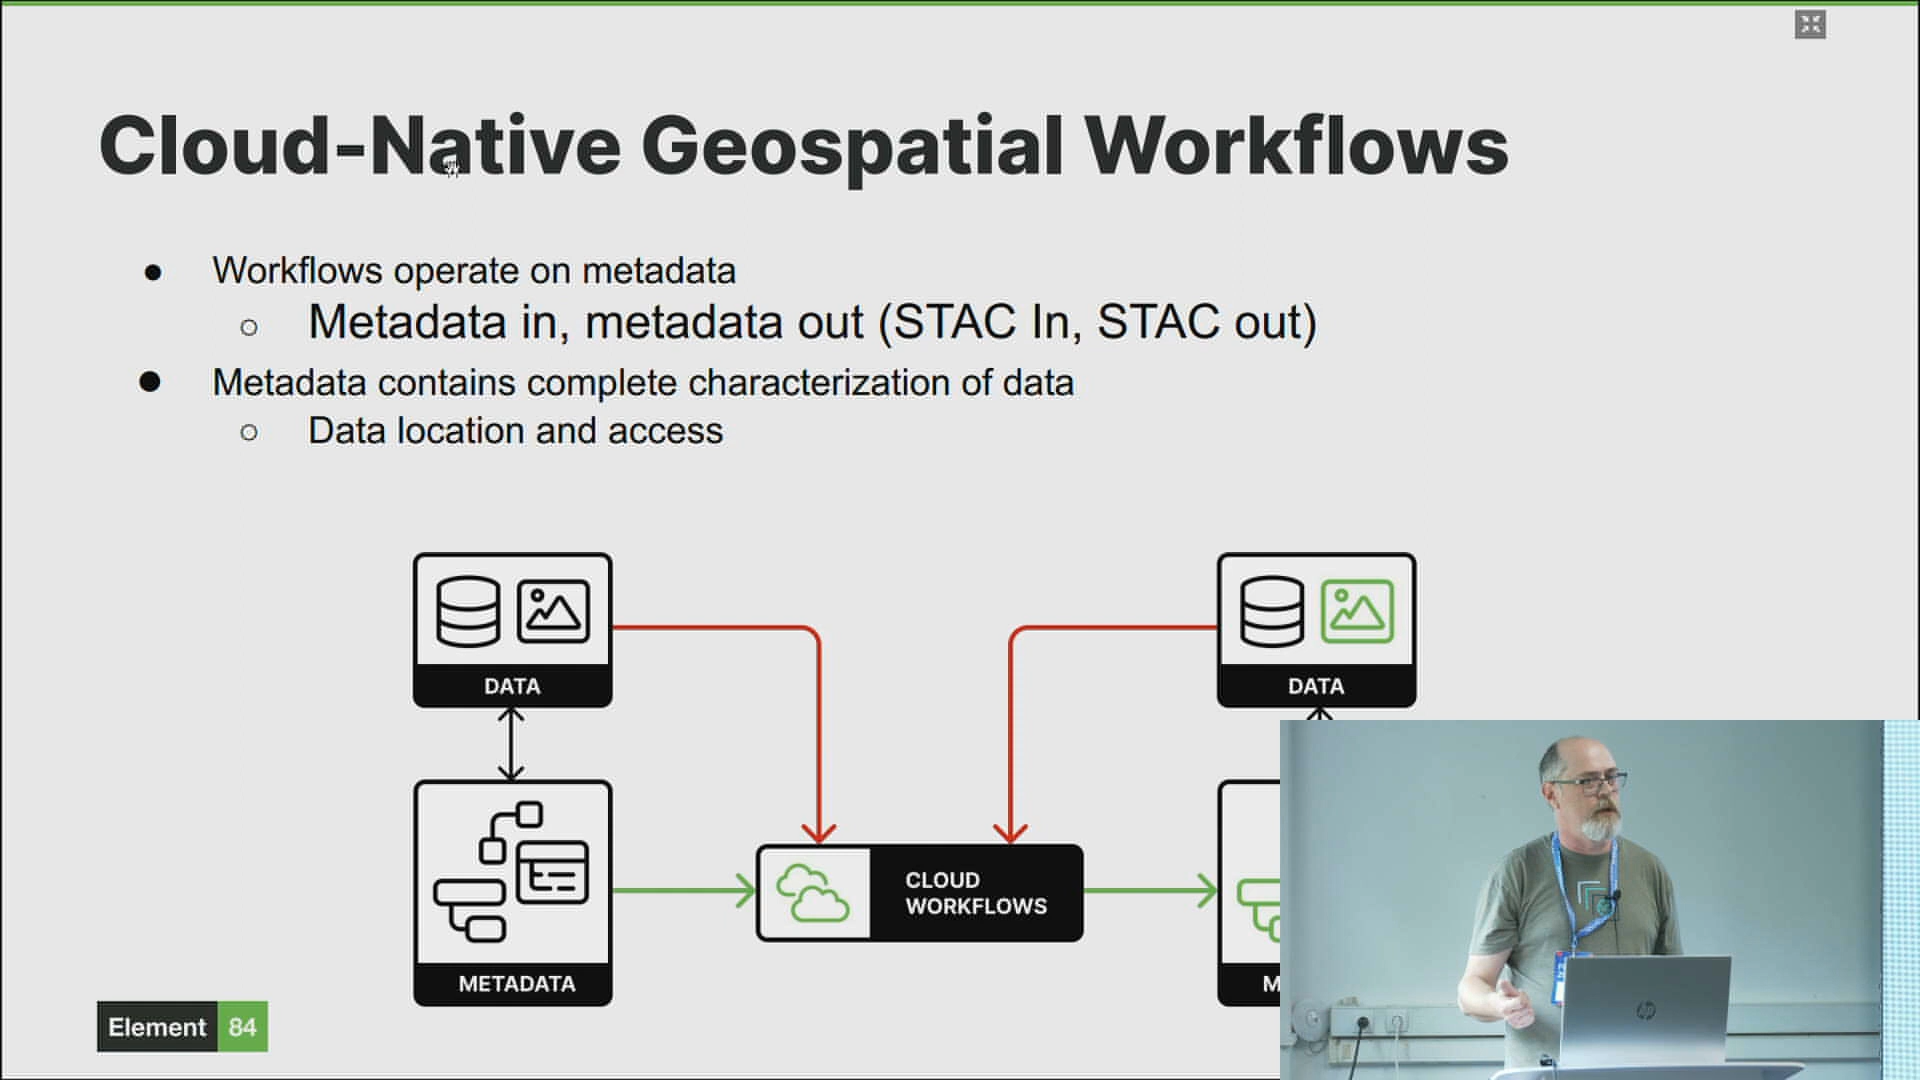 Cloud-Native Geospatial Workflows
● Workflows operate on metadata
○ Metadata in, metadata out (STAC In, STAC out)
● Metadata contains complete characterization of data
○ Data location and access
DATA
DATA
CLOUD
WORKFLOWS
METADATA
M
Element 84
hp